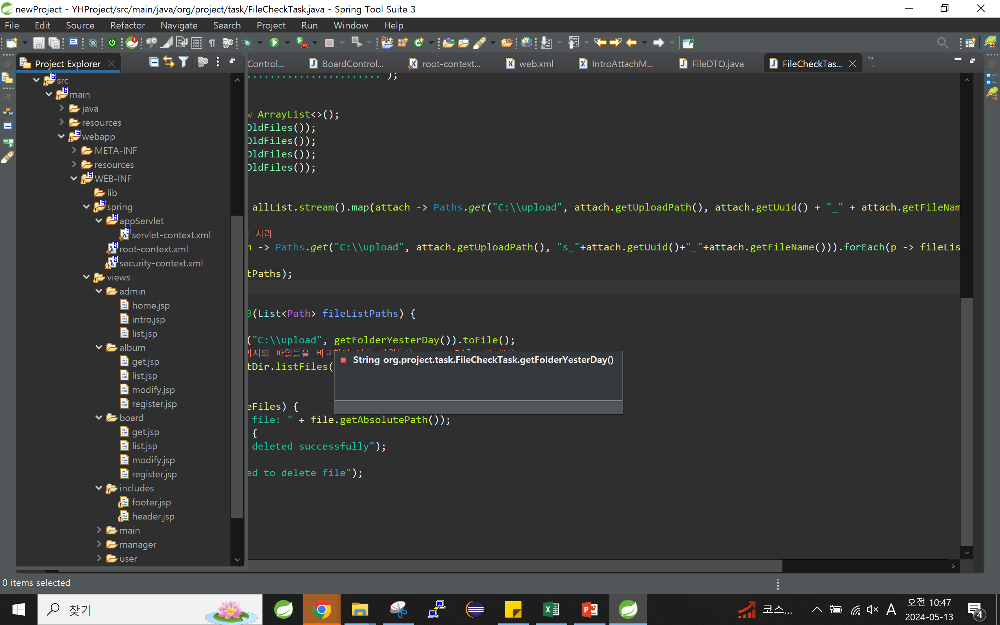 newProject - YHProject/src/main/java/org/project/task/FileCheckTask.java - Spring Tool Suite 3
File Edit Source Refactor Navigate Search Project Run Window Help
Project Explorer
Control...
BoardControl...
root-context...
web.xml
IntroAttachM...
FileDTO.java
FileCheckTas...
src
main
java
resources
webapp
META-INF
resources
WEB-INF
lib
spring
appServlet
servlet-context.xml
root-context.xml
security-context.xml
views
admin
home.jsp
intro.jsp
list.jsp
album
get.jsp
list.jsp
modify.jsp
register.jsp
board
get.jsp
list.jsp
modify.jsp
register.jsp
includes
footer.jsp
header.jsp
main
manager
user
....................... );
w ArrayList<>();
OldFiles());
OldFiles());
OldFiles());
OldFiles());
allList.stream().map(attach -> Paths.get("C:\\upload", attach.getUploadPath(), attach.getUuid() + "_" + attach.getFileNam
처리
h -> Paths.get("C:\\upload", attach.getUploadPath(), "s_"+attach.getUuid()+"_"+attach.getFileName())).forEach(p -> fileLis
tPaths);
B(List<Path> fileListPaths) {
("C:\\upload", getFolderYesterDay()).toFile();
까지의 파일들을
tDir.listFiles(
String org.project.task.FileCheckTask.getFolderYesterDay()
eFiles) {
file: " + file.getAbsolutePath());
{
deleted successfully");
ed to delete file");
0 items selected
찾기
코스...
A
오전 10:47
2024-05-13
4